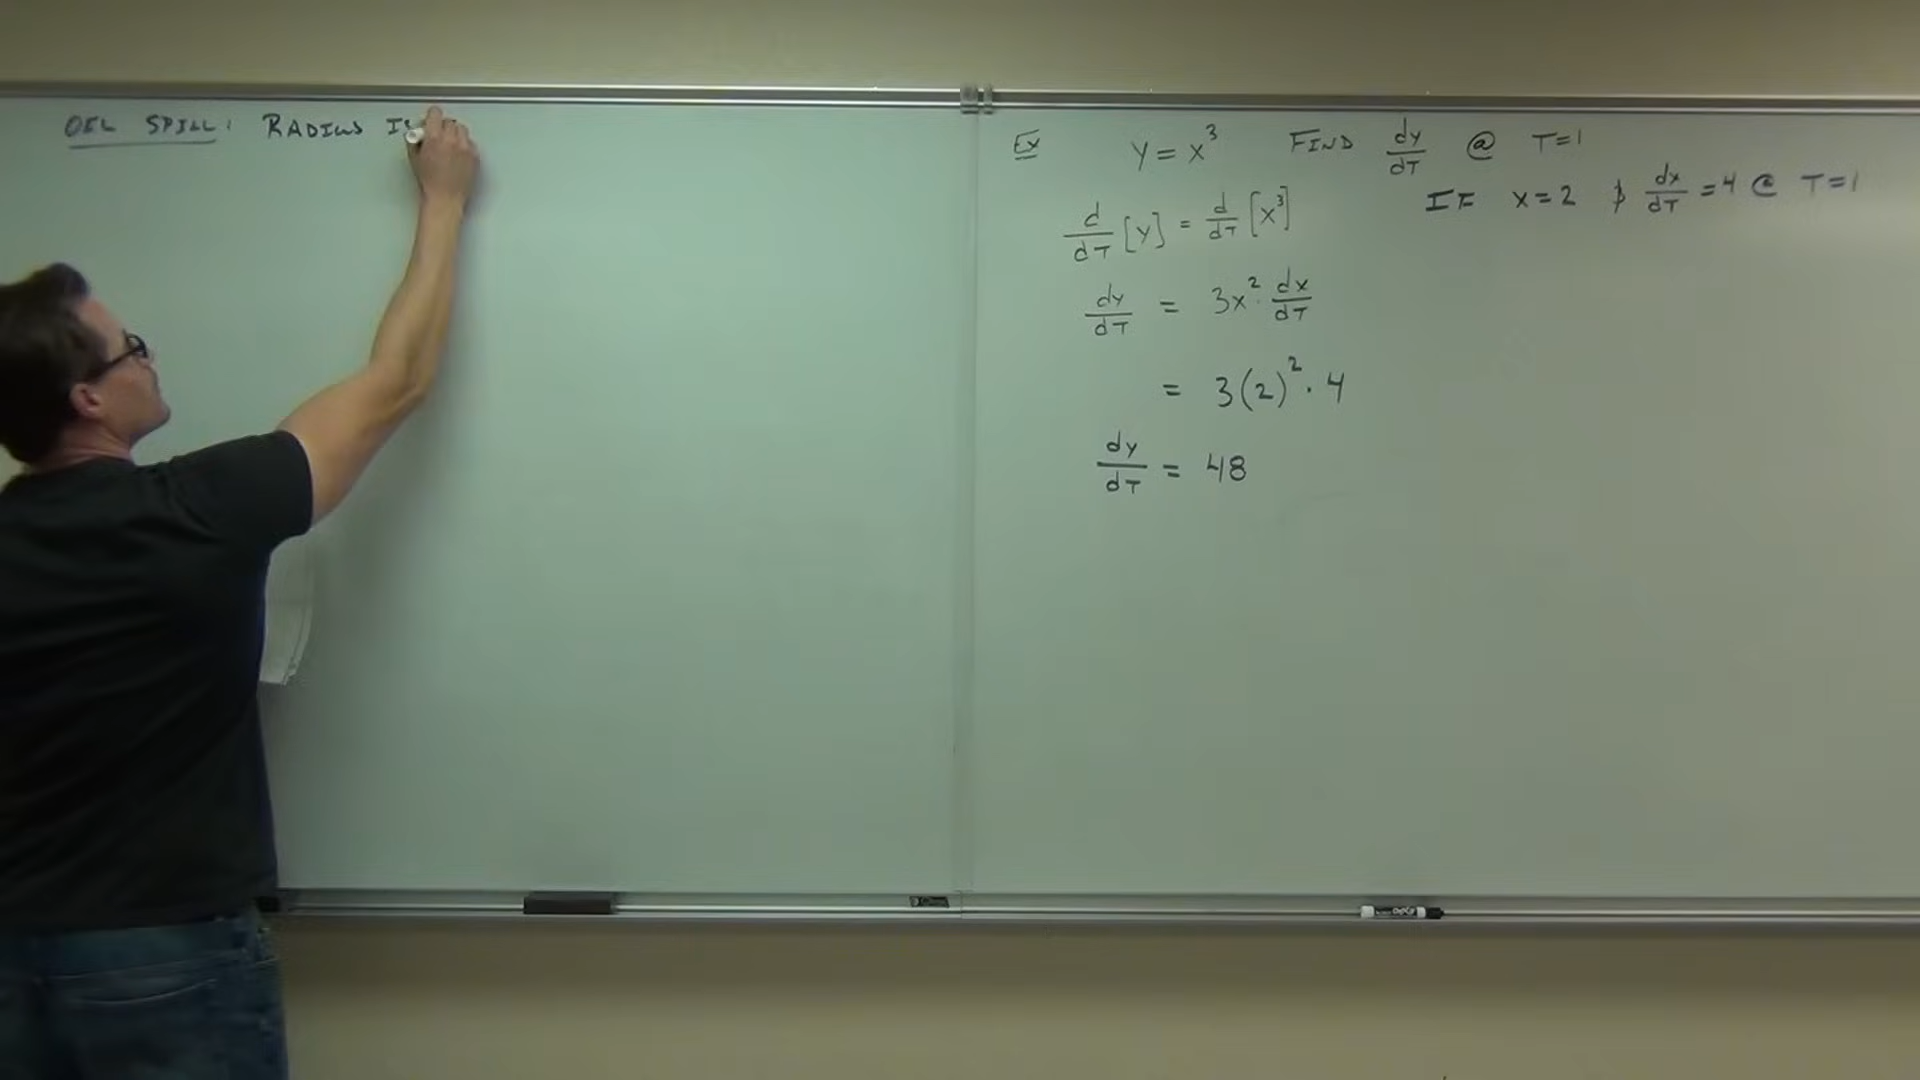 OIL SPILL: RADIUS IS
Ex y = x³ FIND dy/dT @ T=1
IF x = 2 & dx/dT = 4 @ T=1
d/dT [y] = d/dT [x³]
dy/dT = 3x² · dx/dT
= 3(2)² · 4
dy/dT = 48